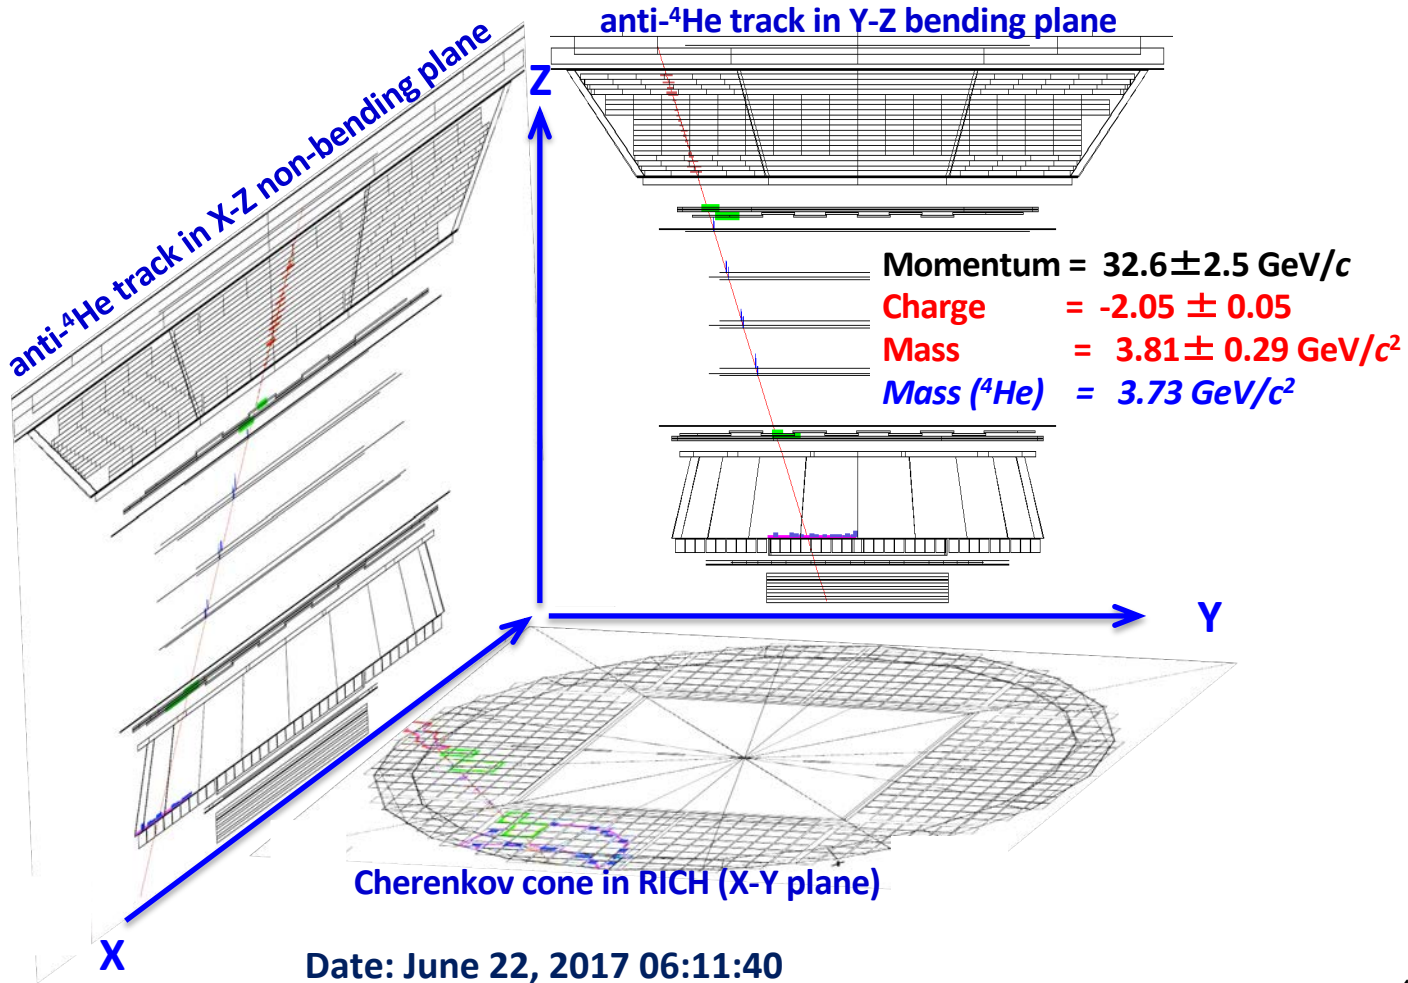 anti-⁴He track in Y-Z bending plane
anti-⁴He track in X-Z non-bending plane
Z
Momentum = 32.6±2.5 GeV/c
Charge = -2.05 ± 0.05
Mass = 3.81± 0.29 GeV/c²
Mass (⁴He) = 3.73 GeV/c²
Y
Cherenkov cone in RICH (X-Y plane)
X
Date: June 22, 2017 06:11:40